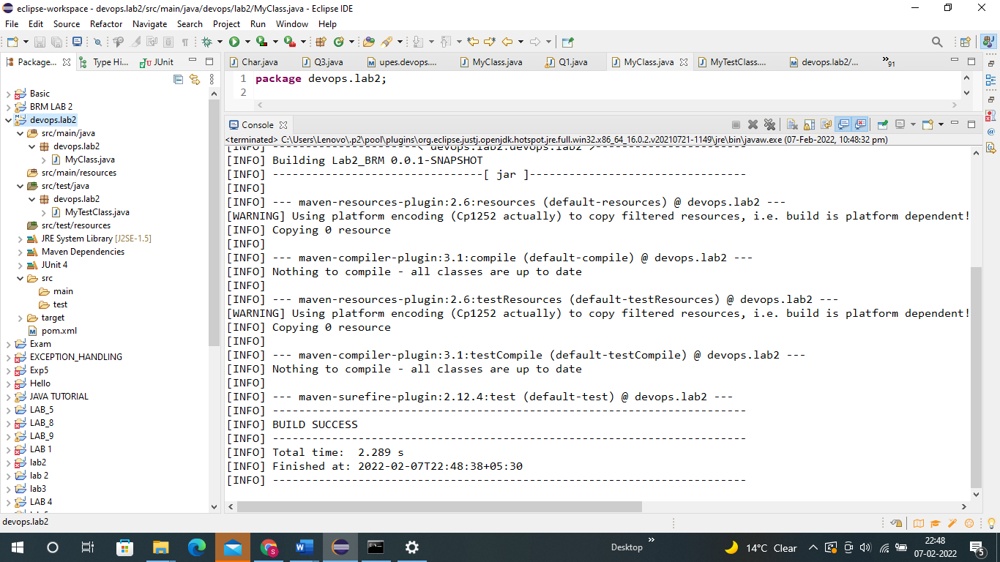 eclipse-workspace - devops.lab2/src/main/java/devops/lab2/MyClass.java - Eclipse IDE
File Edit Source Refactor Navigate Search Project Run Window Help
Package... Type Hi... JUnit
Basic
BRM LAB 2
devops.lab2
src/main/java
devops.lab2
MyClass.java
src/main/resources
src/test/java
devops.lab2
MyTestClass.java
src/test/resources
JRE System Library [J2SE-1.5]
Maven Dependencies
JUnit 4
src
main
test
target
pom.xml
Exam
EXCEPTION_HANDLING
Exp5
Hello
JAVA TUTORIAL
LAB_5
LAB_8
LAB_9
LAB 1
lab2
lab 2
lab3
LAB 4
Char.java Q3.java upes.devops.... MyClass.java Q1.java MyClass.java MyTestClass.... devops.lab2/... »91
1 package devops.lab2;
2
Console
<terminated> C:\Users\Lenovo\.p2\pool\plugins\org.eclipse.justj.openjdk.hotspot.jre.full.win32.x86_64_16.0.2.v20210721-1149\jre\bin\javaw.exe (07-Feb-2022, 10:48:32 pm)
[INFO] ----------------------< devops.lab2:devops.lab2 >-----------------------
[INFO] Building Lab2_BRM 0.0.1-SNAPSHOT
[INFO] --------------------------------[ jar ]---------------------------------
[INFO]
[INFO] --- maven-resources-plugin:2.6:resources (default-resources) @ devops.lab2 ---
[WARNING] Using platform encoding (Cp1252 actually) to copy filtered resources, i.e. build is platform dependent!
[INFO] Copying 0 resource
[INFO]
[INFO] --- maven-compiler-plugin:3.1:compile (default-compile) @ devops.lab2 ---
[INFO] Nothing to compile - all classes are up to date
[INFO]
[INFO] --- maven-resources-plugin:2.6:testResources (default-testResources) @ devops.lab2 ---
[WARNING] Using platform encoding (Cp1252 actually) to copy filtered resources, i.e. build is platform dependent!
[INFO] Copying 0 resource
[INFO]
[INFO] --- maven-compiler-plugin:3.1:testCompile (default-testCompile) @ devops.lab2 ---
[INFO] Nothing to compile - all classes are up to date
[INFO]
[INFO] --- maven-surefire-plugin:2.12.4:test (default-test) @ devops.lab2 ---
[INFO] ------------------------------------------------------------------------
[INFO] BUILD SUCCESS
[INFO] ------------------------------------------------------------------------
[INFO] Total time:  2.289 s
[INFO] Finished at: 2022-02-07T22:48:38+05:30
[INFO] ------------------------------------------------------------------------
devops.lab2
Desktop » 14°C Clear 22:48
07-02-2022 5